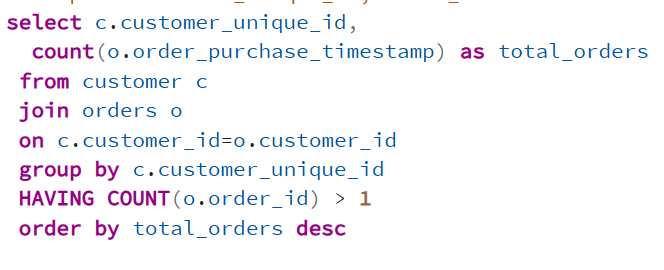 select c.customer_unique_id,
count(o.order_purchase_timestamp) as total_orders
from customer c
join orders o
on c.customer_id=o.customer_id
group by c.customer_unique_id
HAVING COUNT(o.order_id) > 1
order by total_orders desc